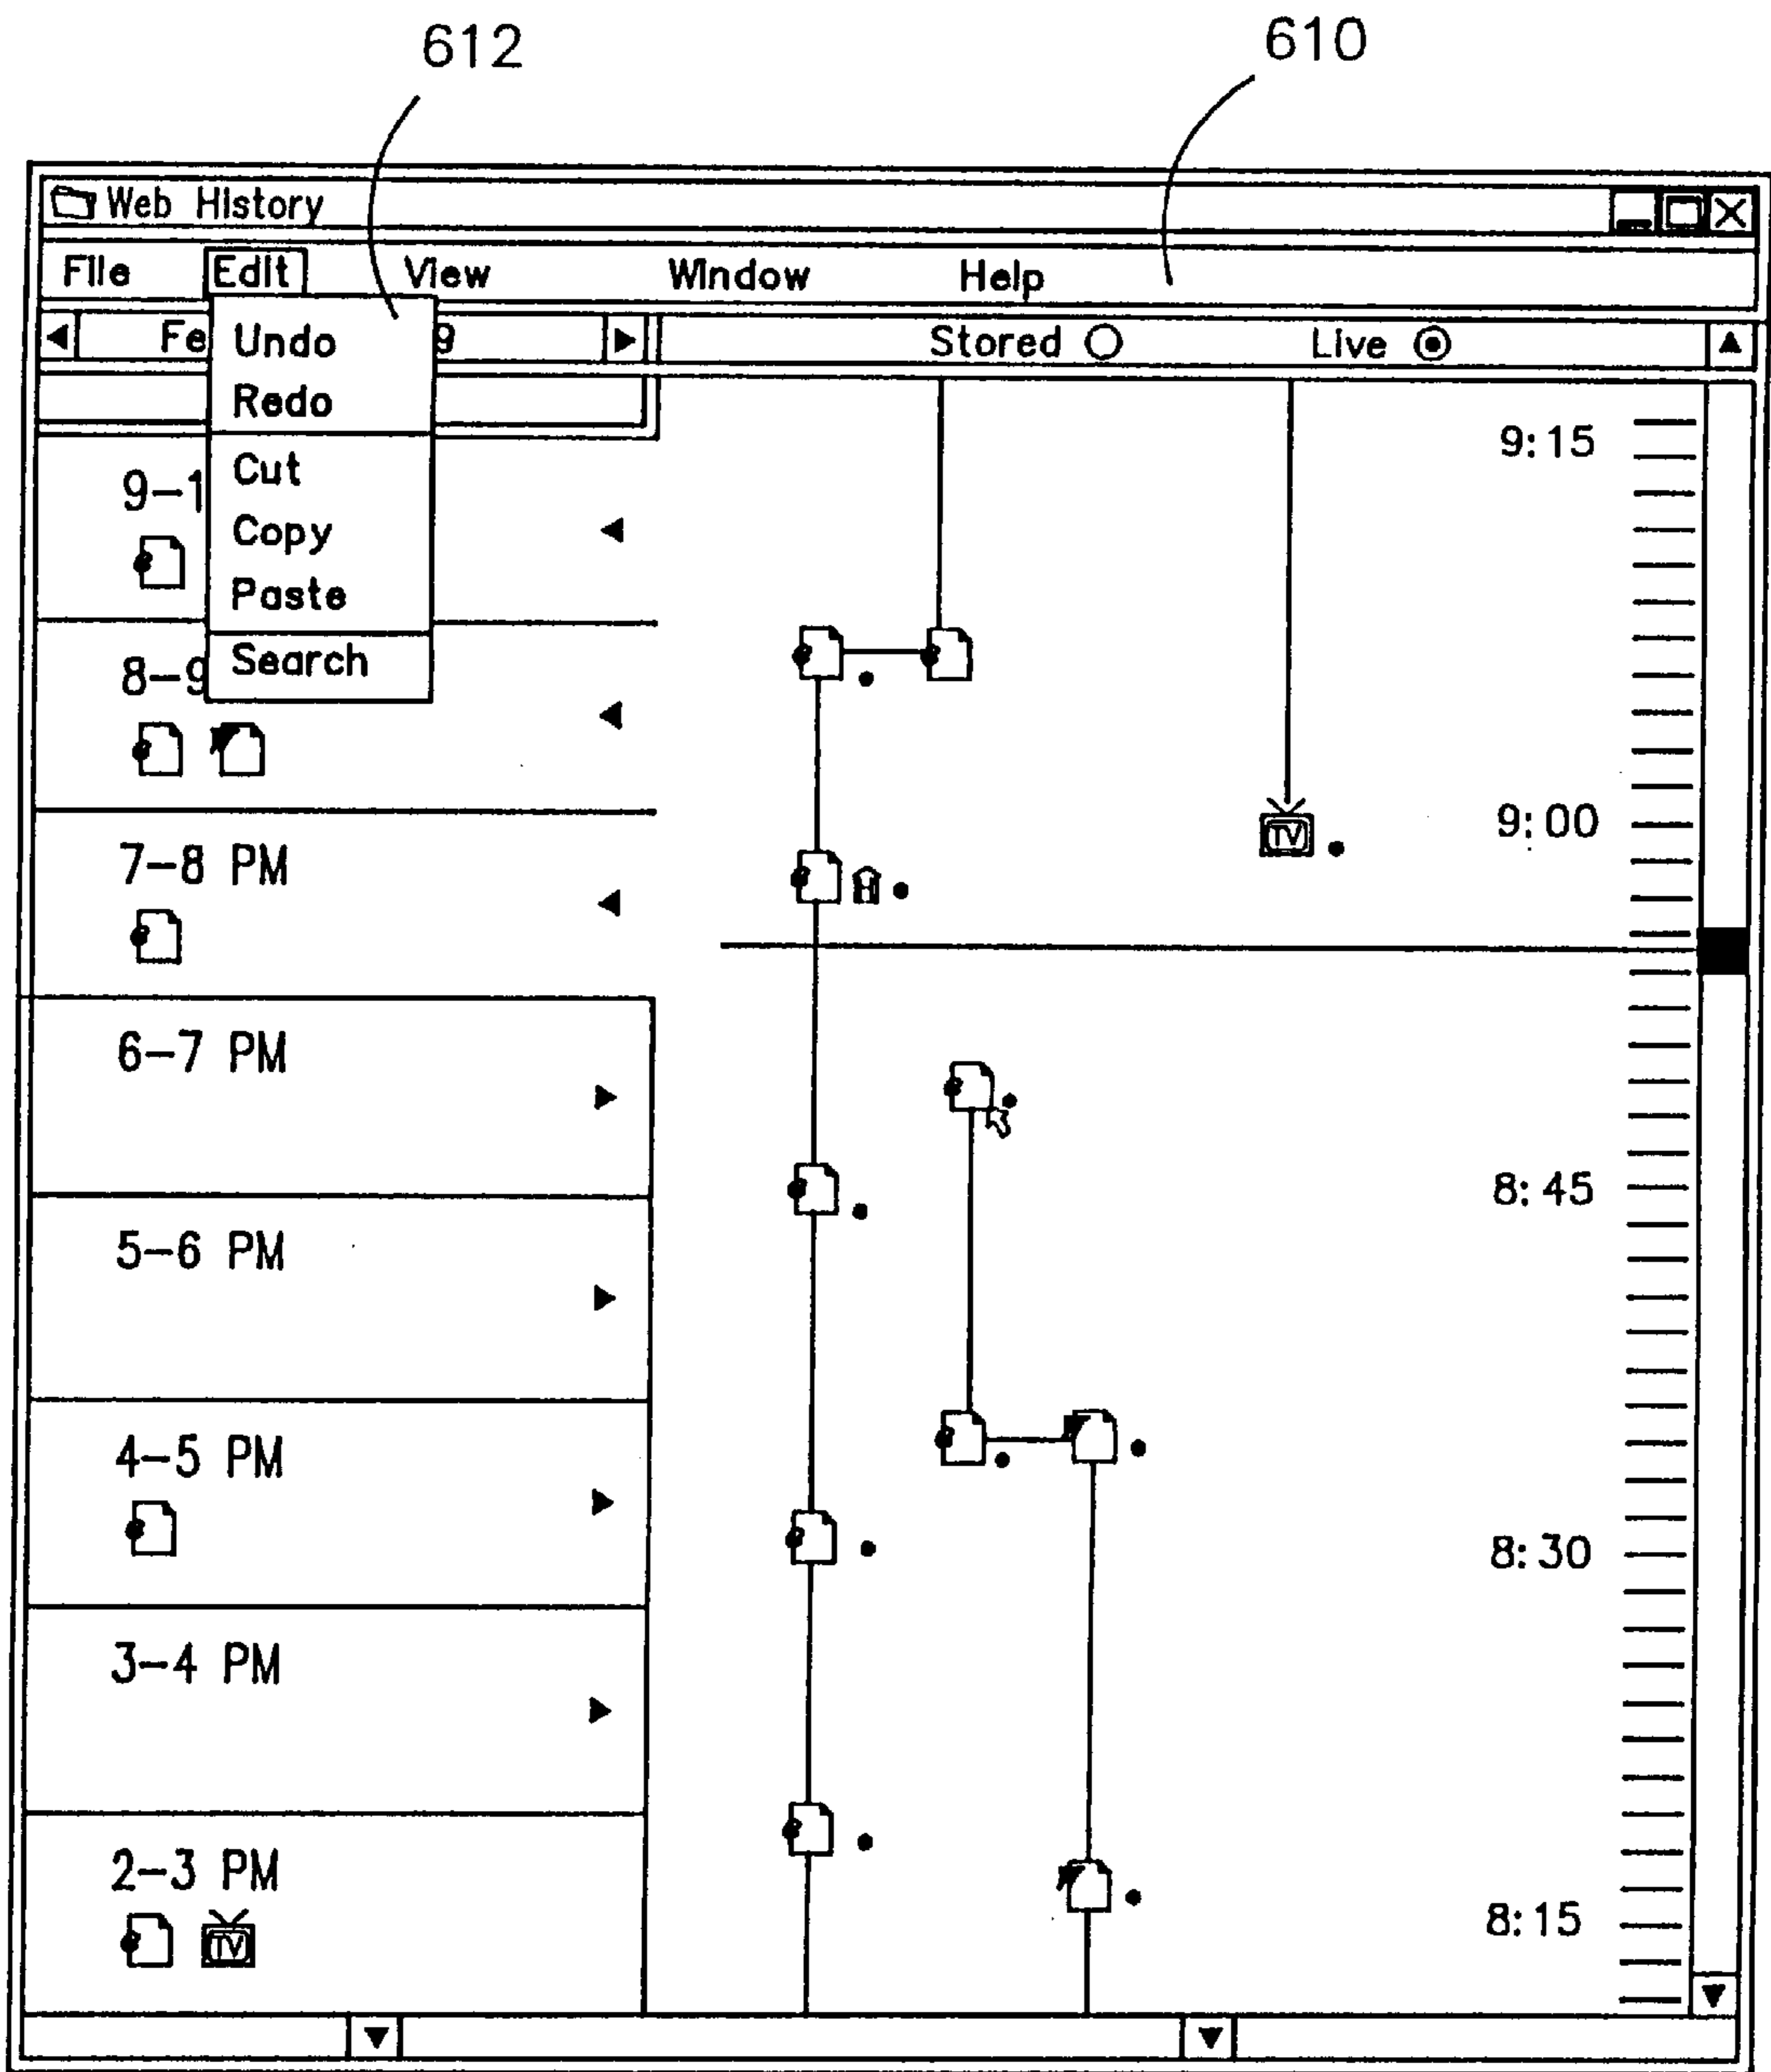 612 610
Web History
File Edit View Window Help
Fe 9 Stored Live
Undo
Redo
Cut
Copy
Paste
Search
9-1
8-9
7-8 PM
6-7 PM
5-6 PM
4-5 PM
3-4 PM
2-3 PM
TV
9:15
9:00
TV
H
8:45
8:30
8:15